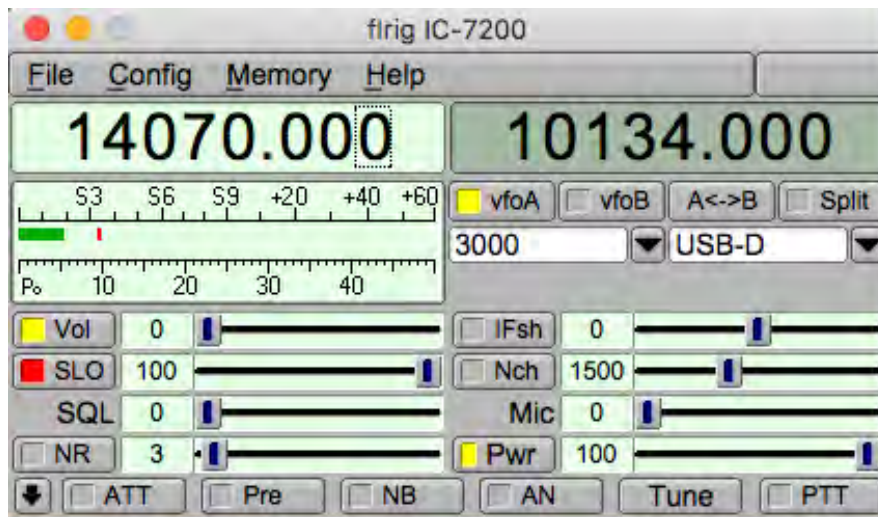 flrig IC-7200
File Config Memory Help
14070.000 10134.000
S3 S6 S9 +20 +40 +60
vfoA vfoB A<->B Split
3000 USB-D
Po 10 20 30 40
Vol 0 IFsh 0
SLO 100 Nch 1500
SQL 0 Mic 0
NR 3 Pwr 100
ATT Pre NB AN Tune PTT